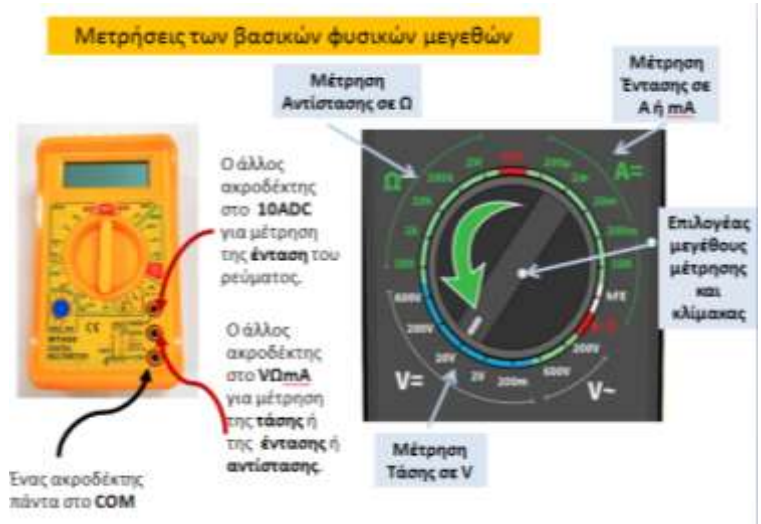 Μετρήσεις των βασικών φυσικών μεγεθών
Μέτρηση
Αντίστασης σε Ω
Μέτρηση
Έντασης σε
Α ή mA
Ο άλλος
ακροδέκτης
στο 10ADC
για μέτρηση
της ένταση του
ρεύματος.
Επιλογέας
μεγέθους
μέτρησης
και
κλίμακας
Ο άλλος
ακροδέκτης
στο VΩmA
για μέτρηση
της τάσης ή
της έντασης ή
αντίστασης.
Μέτρηση
Τάσης σε V
Ένας ακροδέκτης
πάντα στο COM
Ω
A=
hFE
600V
200V
20V
2V
200m
600V
200V
V=
V~